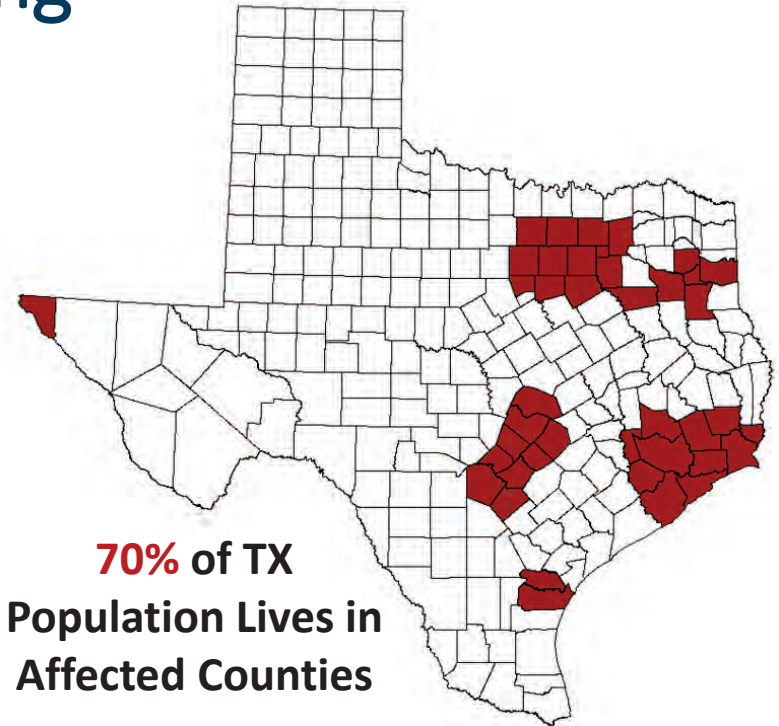 70% of TX
Population Lives in
Affected Counties